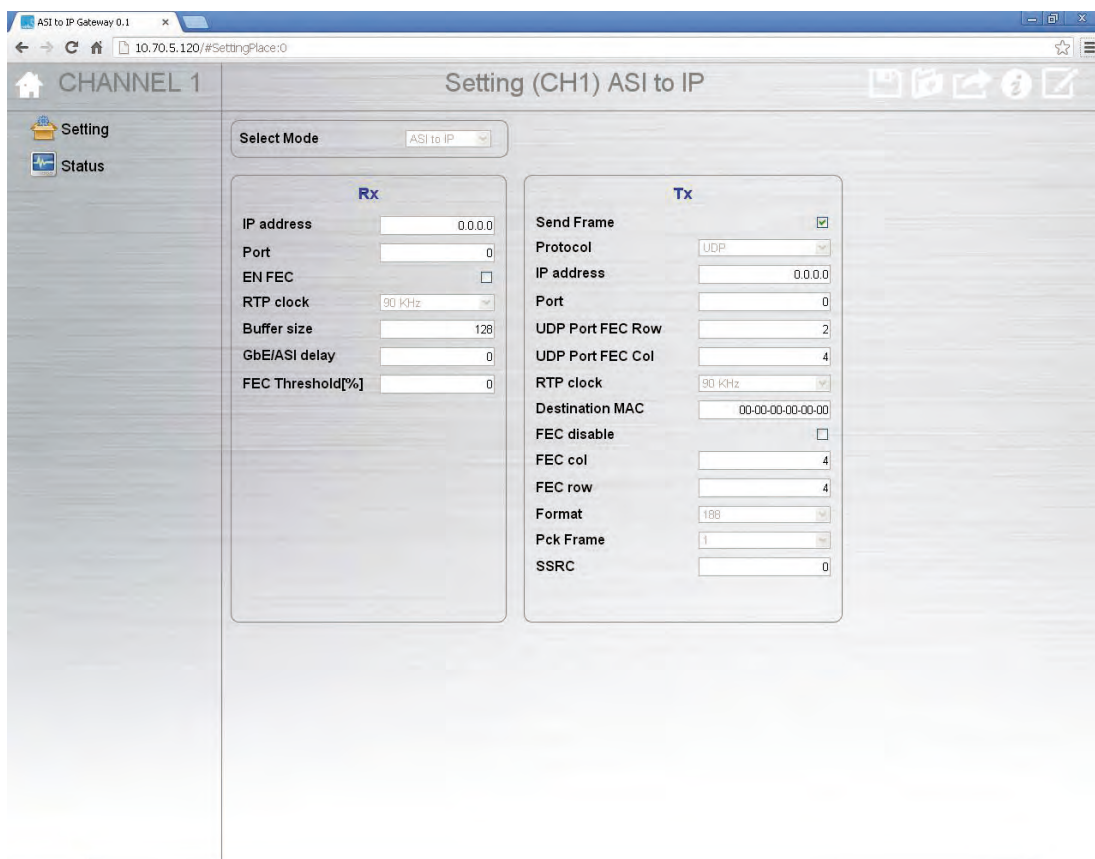 ASI to IP Gateway 0.1
10.70.5.120/#SettingPlace:0
CHANNEL 1
Setting (CH1) ASI to IP
Setting
Status
Select Mode ASI to IP
Rx
IP address 0.0.0.0
Port 0
EN FEC
RTP clock 90 KHz
Buffer size 128
GbE/ASI delay 0
FEC Threshold[%] 0
Tx
Send Frame
Protocol UDP
IP address 0.0.0.0
Port 0
UDP Port FEC Row 2
UDP Port FEC Col 4
RTP clock 90 KHz
Destination MAC 00-00-00-00-00-00
FEC disable
FEC col 4
FEC row 4
Format 188
Pck Frame 1
SSRC 0